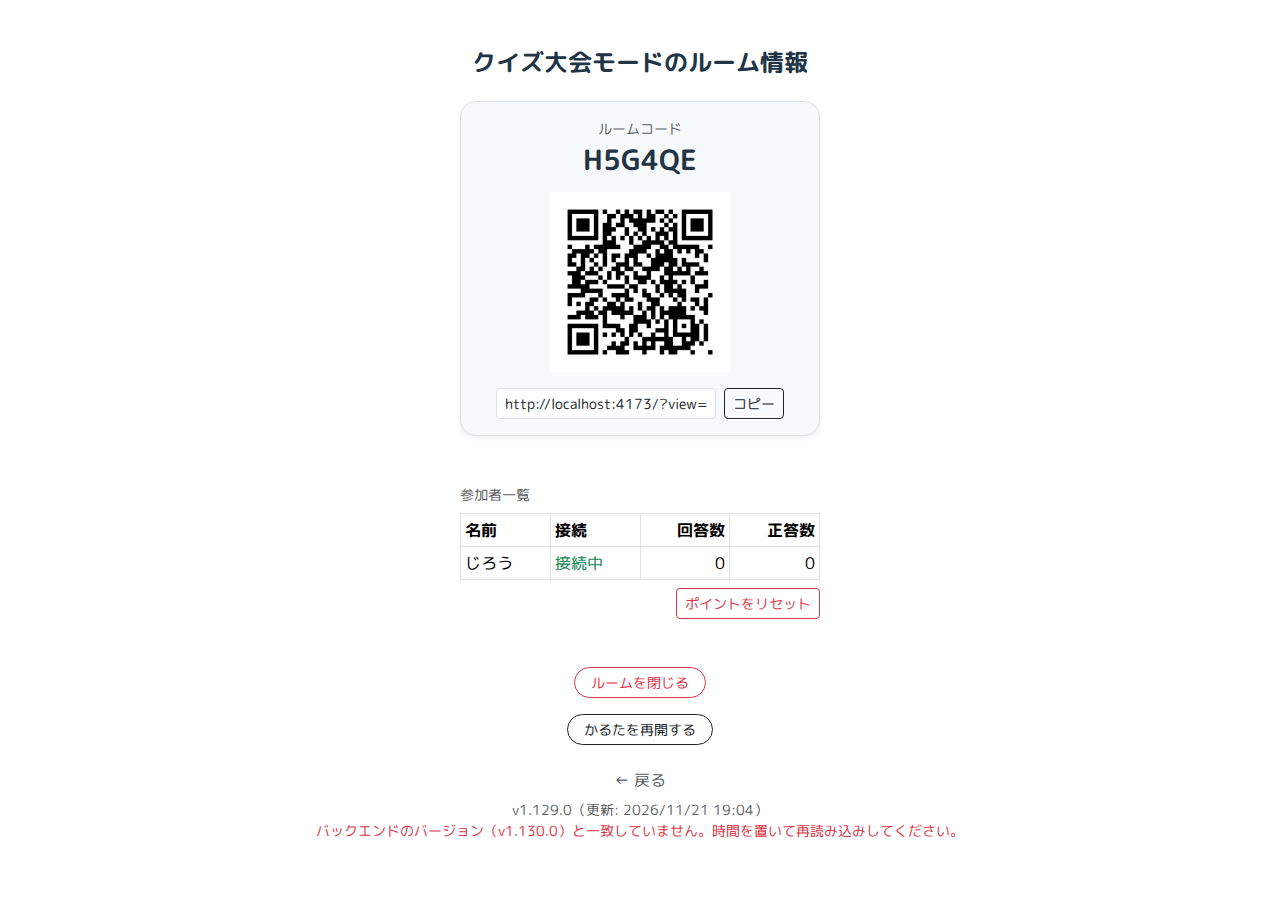 クイズ大会モードのルーム情報
ルームコード
H5G4QE
http://localhost:4173/?view=
コピー
参加者一覧
名前 接続 回答数 正答数
じろう 接続中 0 0
ポイントをリセット
ルームを閉じる
かるたを再開する
← 戻る
v1.129.0（更新: 2026/11/21 19:04）
バックエンドのバージョン（v1.130.0）と一致していません。時間を置いて再読み込みしてください。